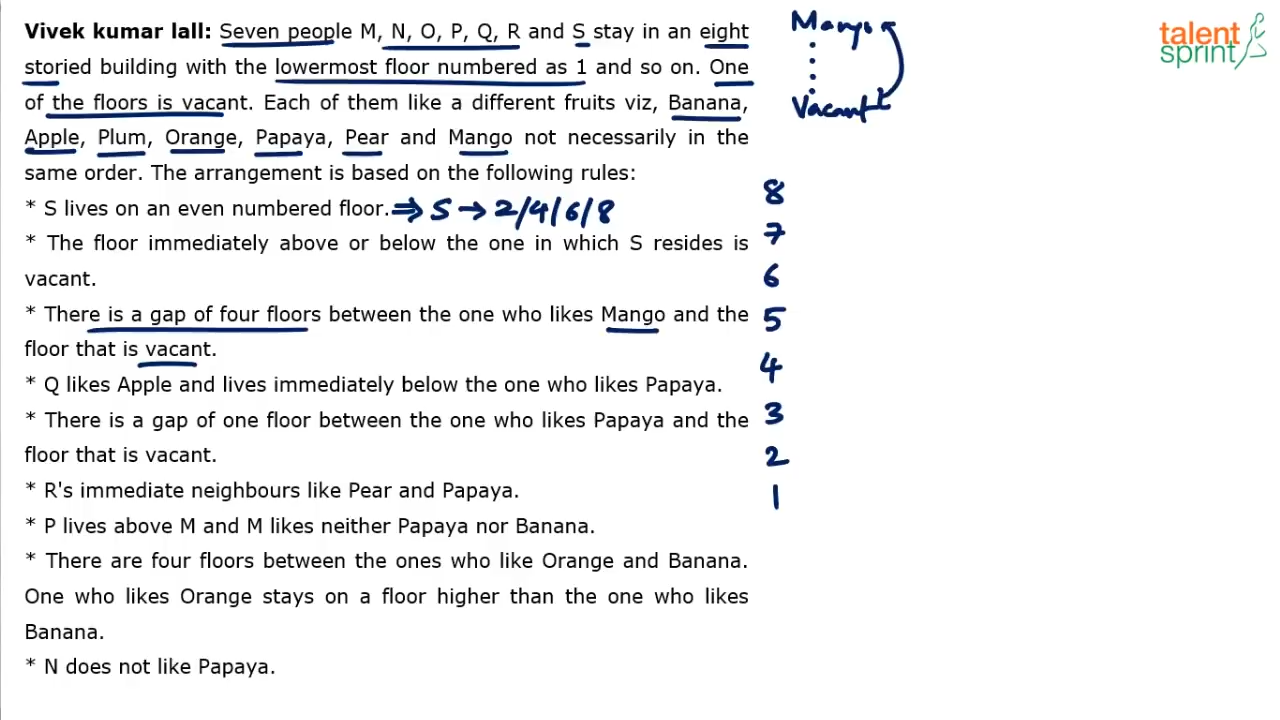 Vivek kumar lall: Seven people M, N, O, P, Q, R and S stay in an eight
storied building with the lowermost floor numbered as 1 and so on. One
of the floors is vacant. Each of them like a different fruits viz, Banana,
Apple, Plum, Orange, Papaya, Pear and Mango not necessarily in the
same order. The arrangement is based on the following rules:
* S lives on an even numbered floor. ⇒ S → 2/4/6/8
* The floor immediately above or below the one in which S resides is
vacant.
* There is a gap of four floors between the one who likes Mango and the
floor that is vacant.
* Q likes Apple and lives immediately below the one who likes Papaya.
* There is a gap of one floor between the one who likes Papaya and the
floor that is vacant.
* R's immediate neighbours like Pear and Papaya.
* P lives above M and M likes neither Papaya nor Banana.
* There are four floors between the ones who like Orange and Banana.
One who likes Orange stays on a floor higher than the one who likes
Banana.
* N does not like Papaya.
Mango
Vacant
8
7
6
5
4
3
2
1
talent
sprint